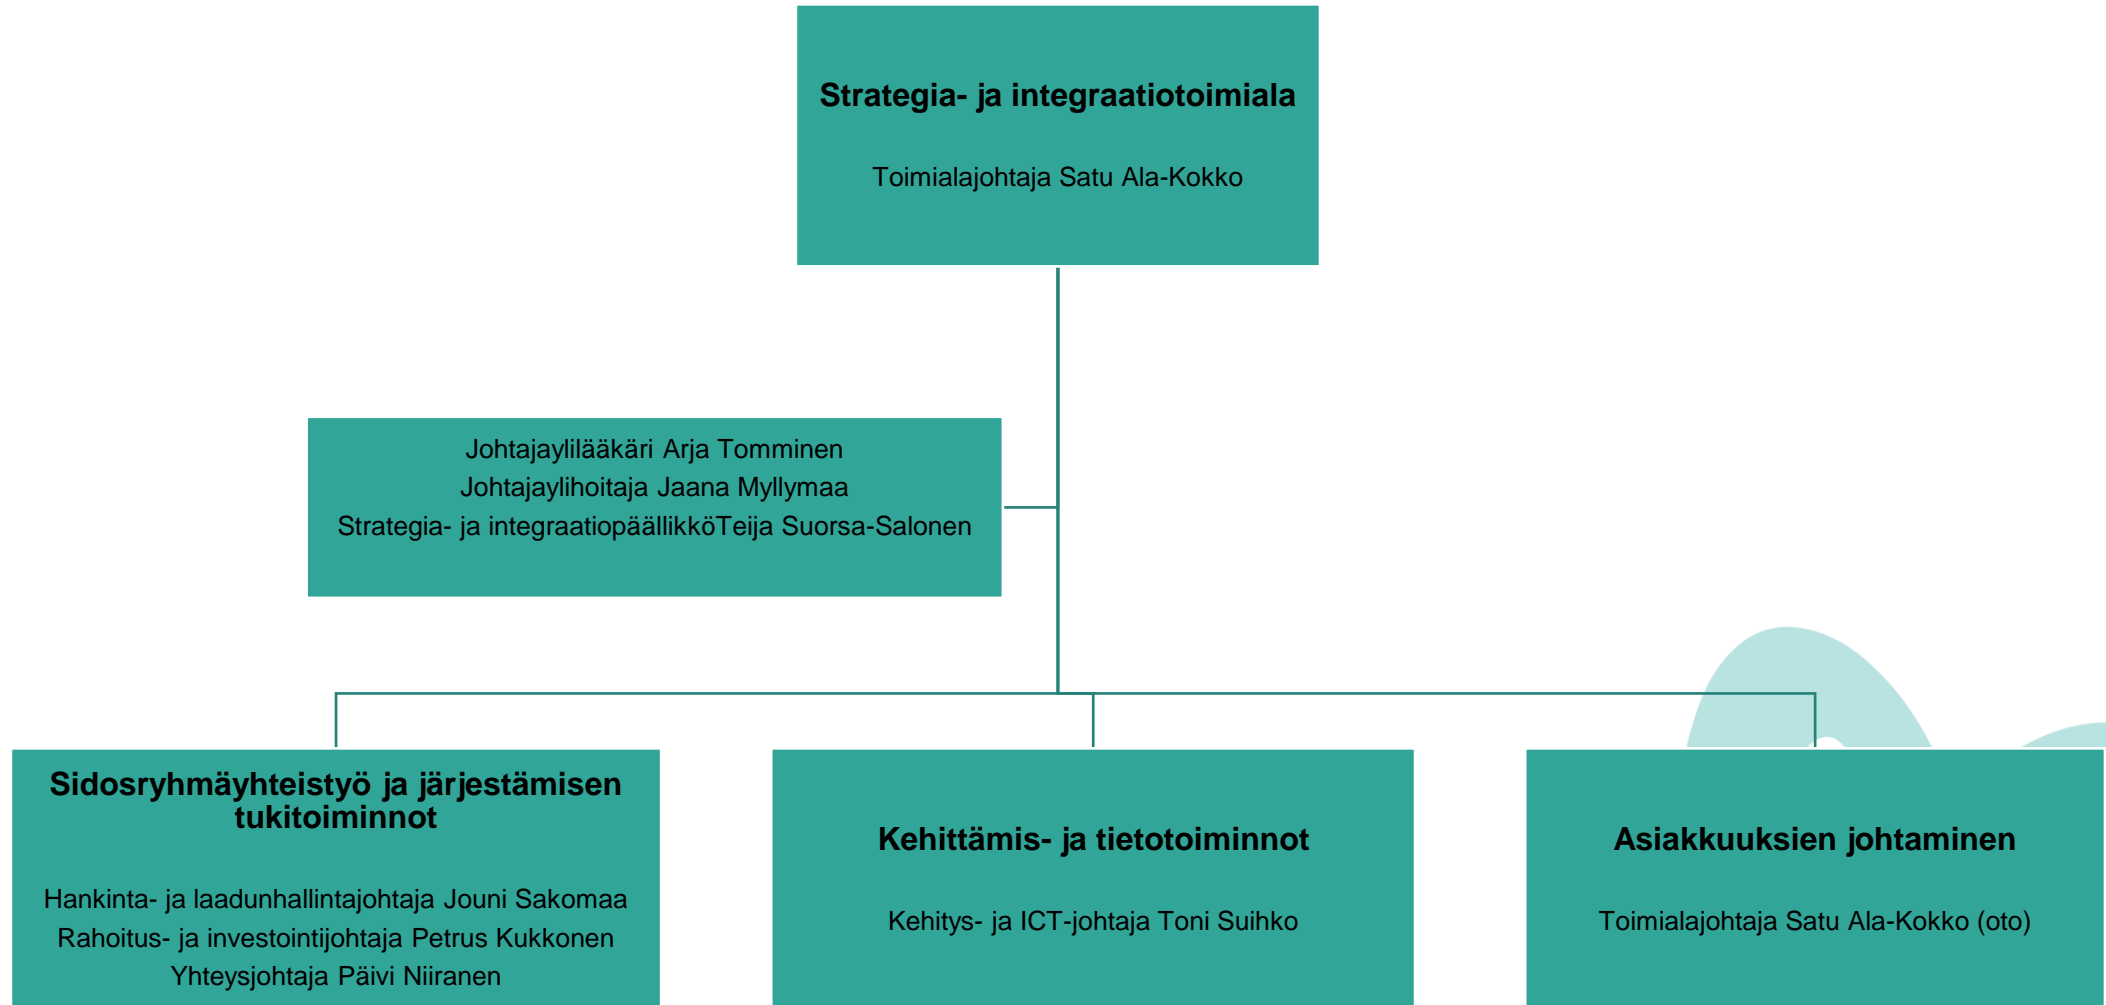 Strategia- ja integraatiotoimiala
Toimialajohtaja Satu Ala-Kokko
Johtajaylilääkäri Arja Tomminen
Johtajaylihoitaja Jaana Myllymaa
Strategia- ja integraatiopäällikköTeija Suorsa-Salonen
Sidosryhmäyhteistyö ja järjestämisen
tukitoiminnot
Hankinta- ja laadunhallintajohtaja Jouni Sakomaa
Rahoitus- ja investointijohtaja Petrus Kukkonen
Yhteysjohtaja Päivi Niiranen
Kehittämis- ja tietotoiminnot
Kehitys- ja ICT-johtaja Toni Suihko
Asiakkuuksien johtaminen
Toimialajohtaja Satu Ala-Kokko (oto)